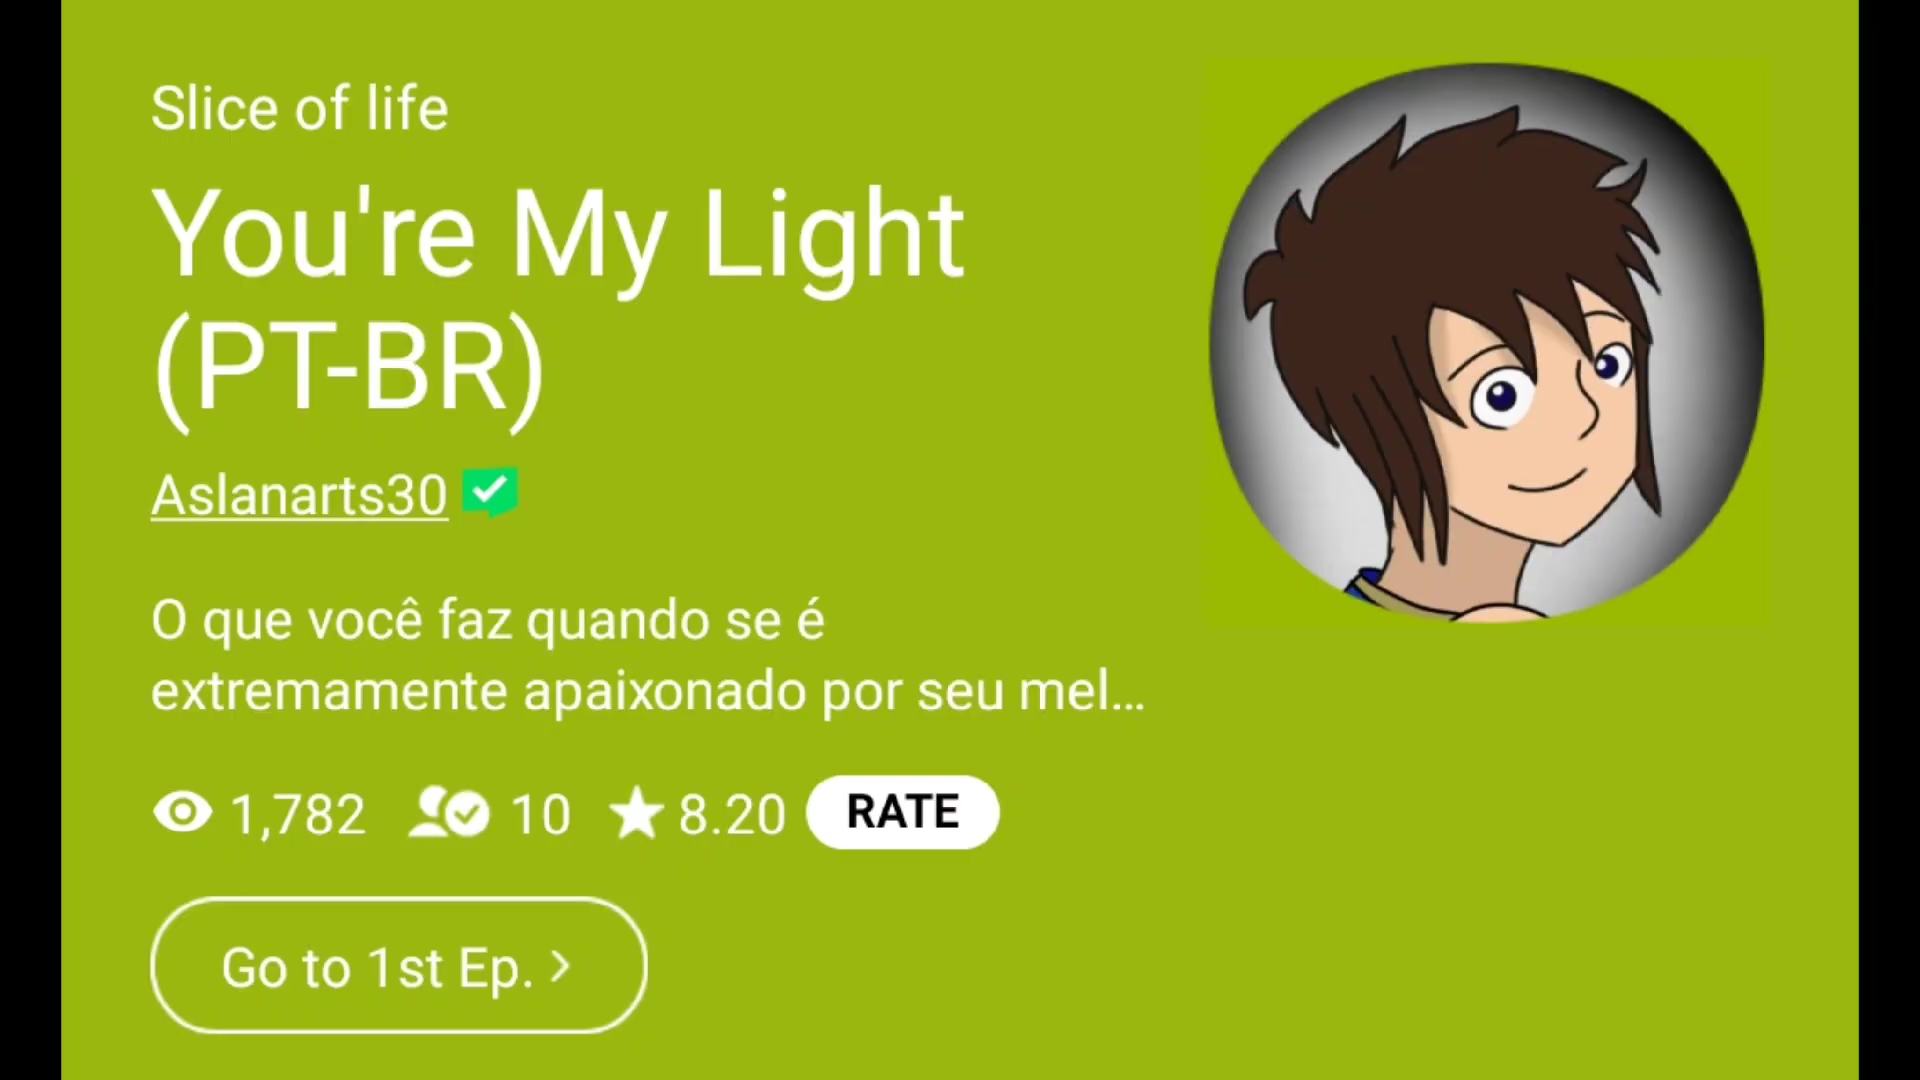 Slice of life
You're My Light
(PT-BR)
Aslanarts30
O que você faz quando se é
extremamente apaixonado por seu mel...
1,782 10 8.20 RATE
Go to 1st Ep. >